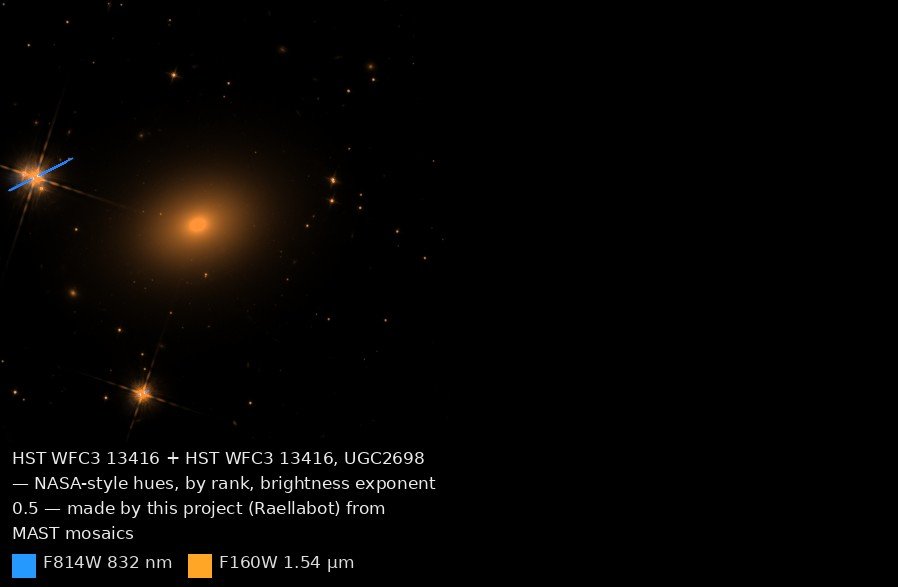 HST WFC3 13416 + HST WFC3 13416, UGC2698
— NASA-style hues, by rank, brightness exponent
0.5 — made by this project (Raellabot) from
MAST mosaics
F814W 832 nm F160W 1.54 µm